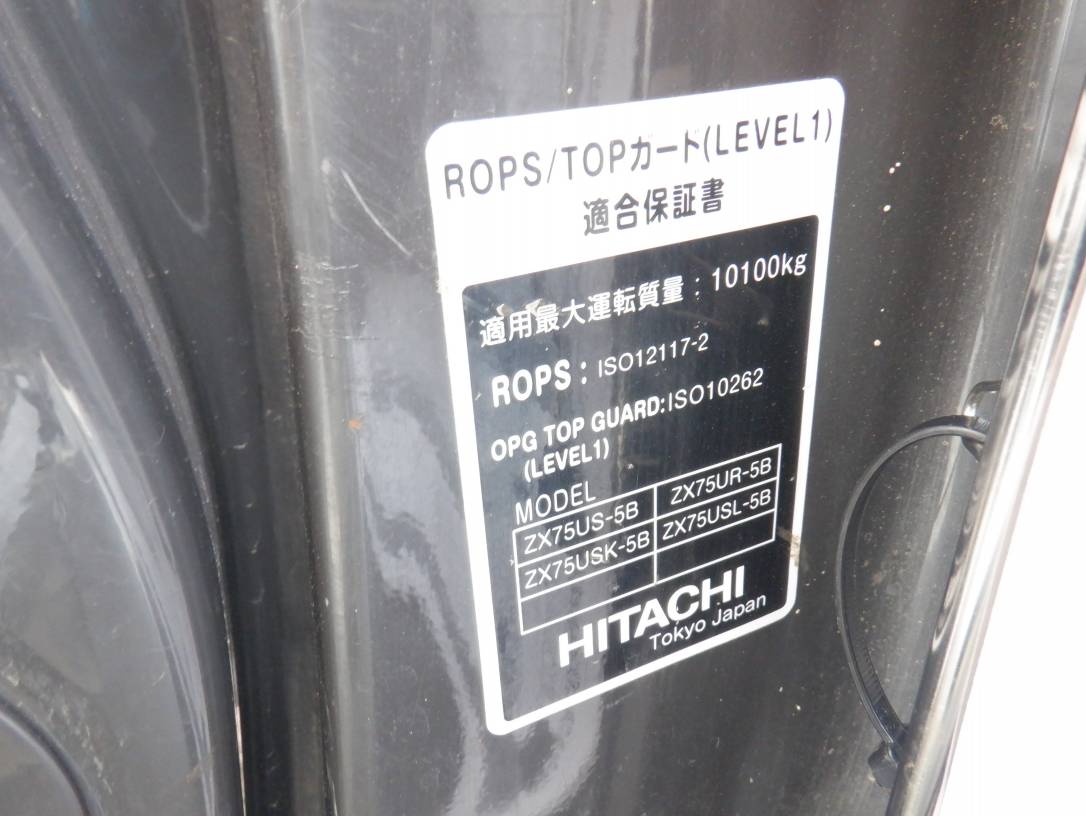 ROPS/TOPガード(LEVEL1)
適合保証書
適用最大運転質量：10100kg
ROPS：ISO12117-2
OPG TOP GUARD:ISO10262
(LEVEL1)
MODEL
ZX75US-5B ZX75UR-5B
ZX75USK-5B ZX75USL-5B
HITACHI
Tokyo Japan